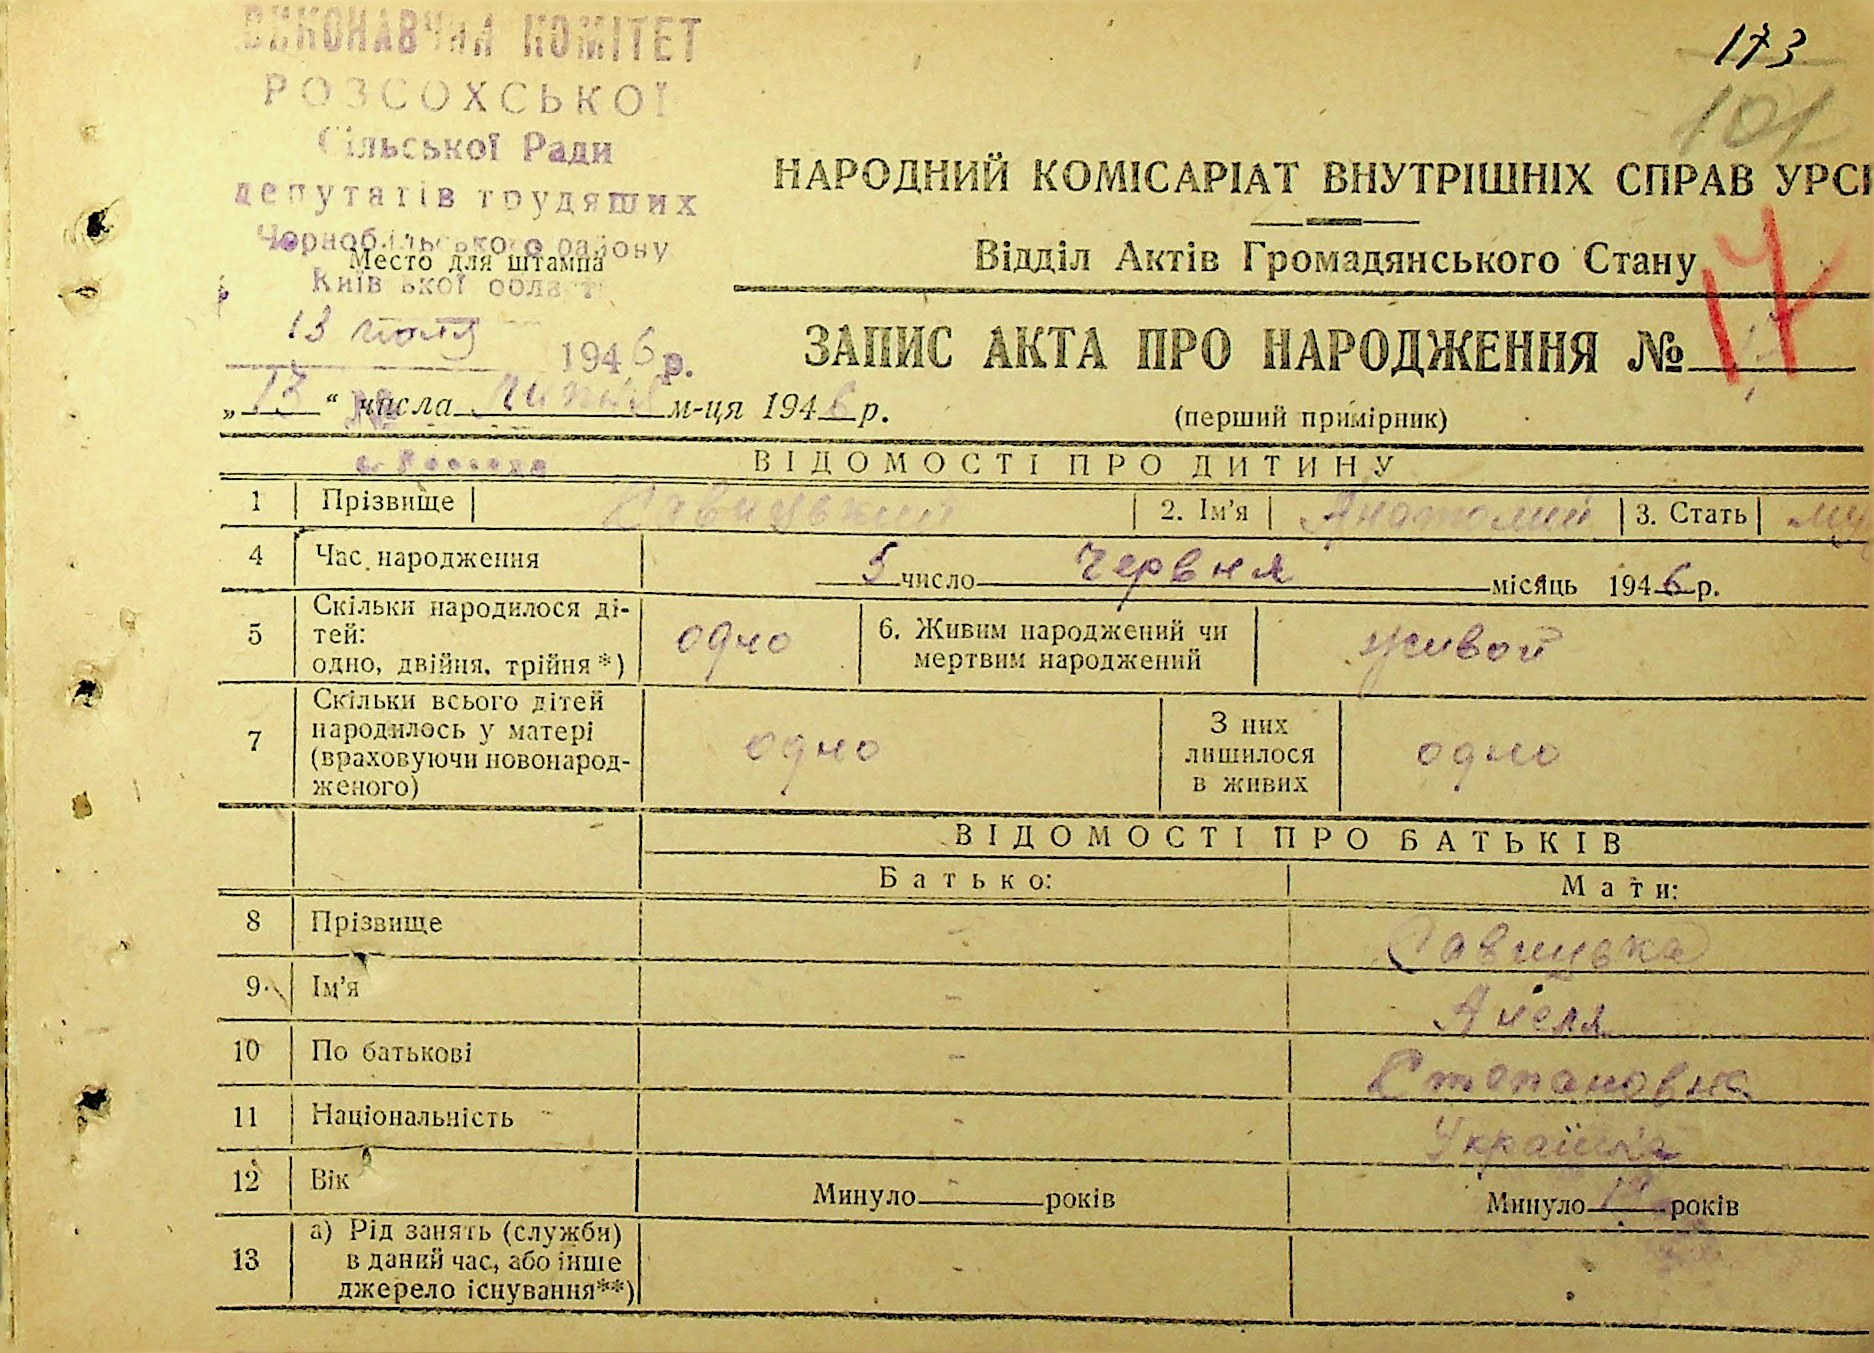 ВИКОНАВЧИЙ КОМІТЕТ
РОЗСОХСЬКОЇ
Сільської Ради
депутатів трудящих
Чорнобильського району
Место для штампа
Київської області
173
101
НАРОДНИЙ КОМІСАРІАТ ВНУТРІШНІХ СПРАВ УРСР
Відділ Актів Громадянського Стану
13 июля 1946 р.
ЗАПИС АКТА ПРО НАРОДЖЕННЯ № 17
„13“ числа липня м-ця 1946 р.
(перший примірник)
ВІДОМОСТІ ПРО ДИТИНУ
1 Прізвище Савицький 2. Ім'я Анатолий 3. Стать
4 Час народження 5 число червня місяць 1946 р.
5 Скільки народилося ді-
тей:
одно, двійня, трійня*) одно 6. Живим народжений чи
мертвим народжений живой
7 Скільки всього дітей
народилось у матері
(враховуючи новонарод-
женого) одно З них
лишилося
в живих одно
ВІДОМОСТІ ПРО БАТЬКІВ
Батько: Мати:
8 Прізвище - Савицька
9 Ім'я - Анеля
10 По батькові - Степановна
11 Національність - Українка
12 Вік Минуло - років Минуло років
13 а) Рід занять (служби)
в даний час, або інше
джерело існування**) -